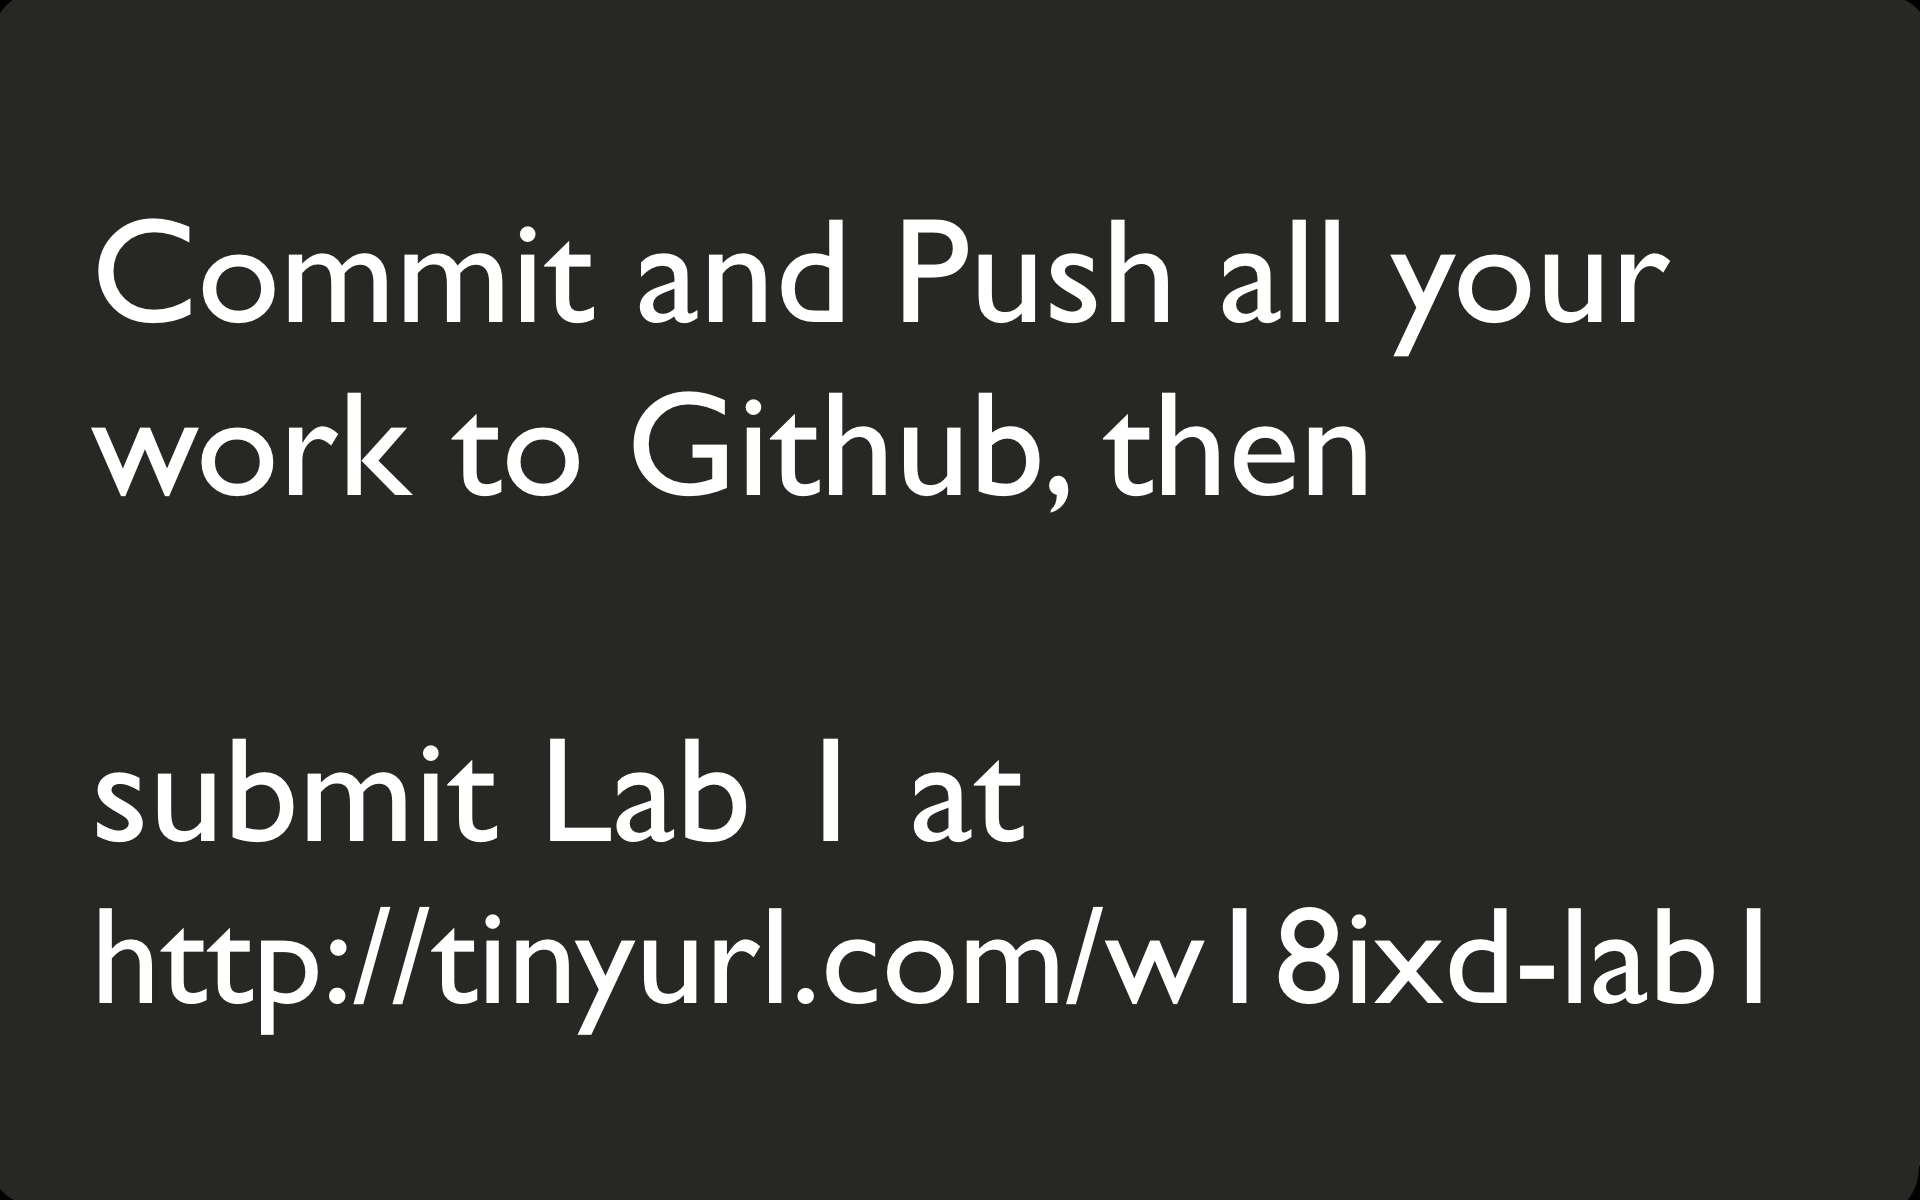 Commit and Push all your
work to Github, then
submit Lab 1 at
http://tinyurl.com/w18ixd-lab1